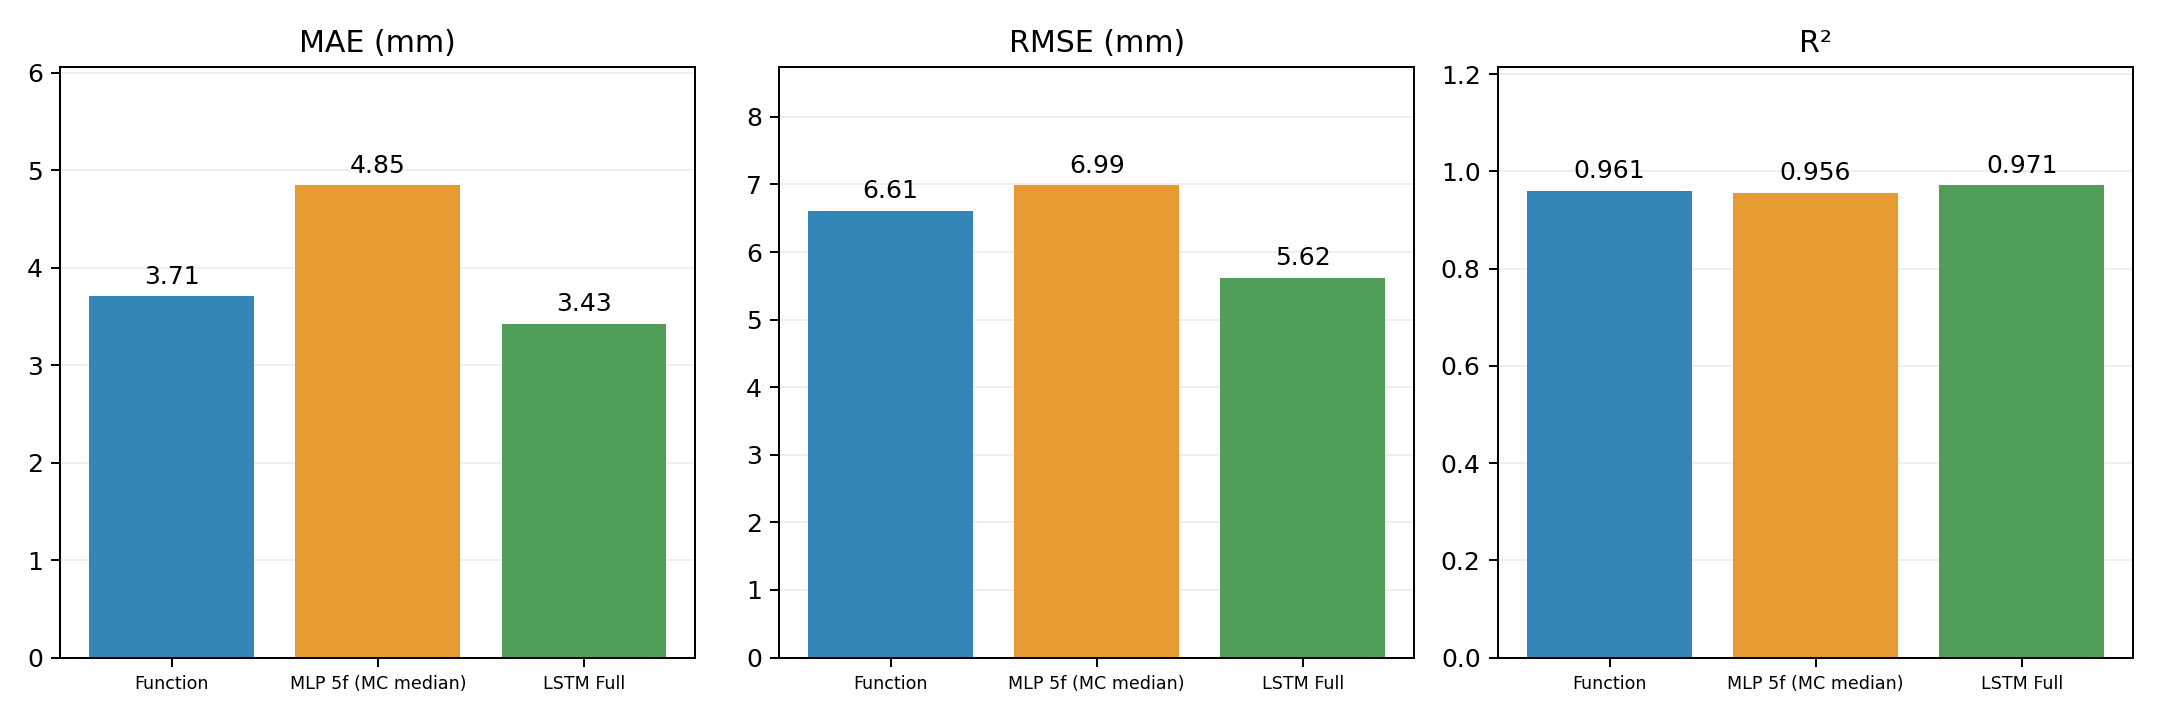 MAE (mm)
6
5
4
3
2
1
0
4.85
3.71
3.43
Function
MLP 5f (MC median)
LSTM Full
RMSE (mm)
8
7
6
5
4
3
2
1
0
6.99
6.61
5.62
Function
MLP 5f (MC median)
LSTM Full
R²
1.2
1.0
0.8
0.6
0.4
0.2
0.0
0.961
0.956
0.971
Function
MLP 5f (MC median)
LSTM Full